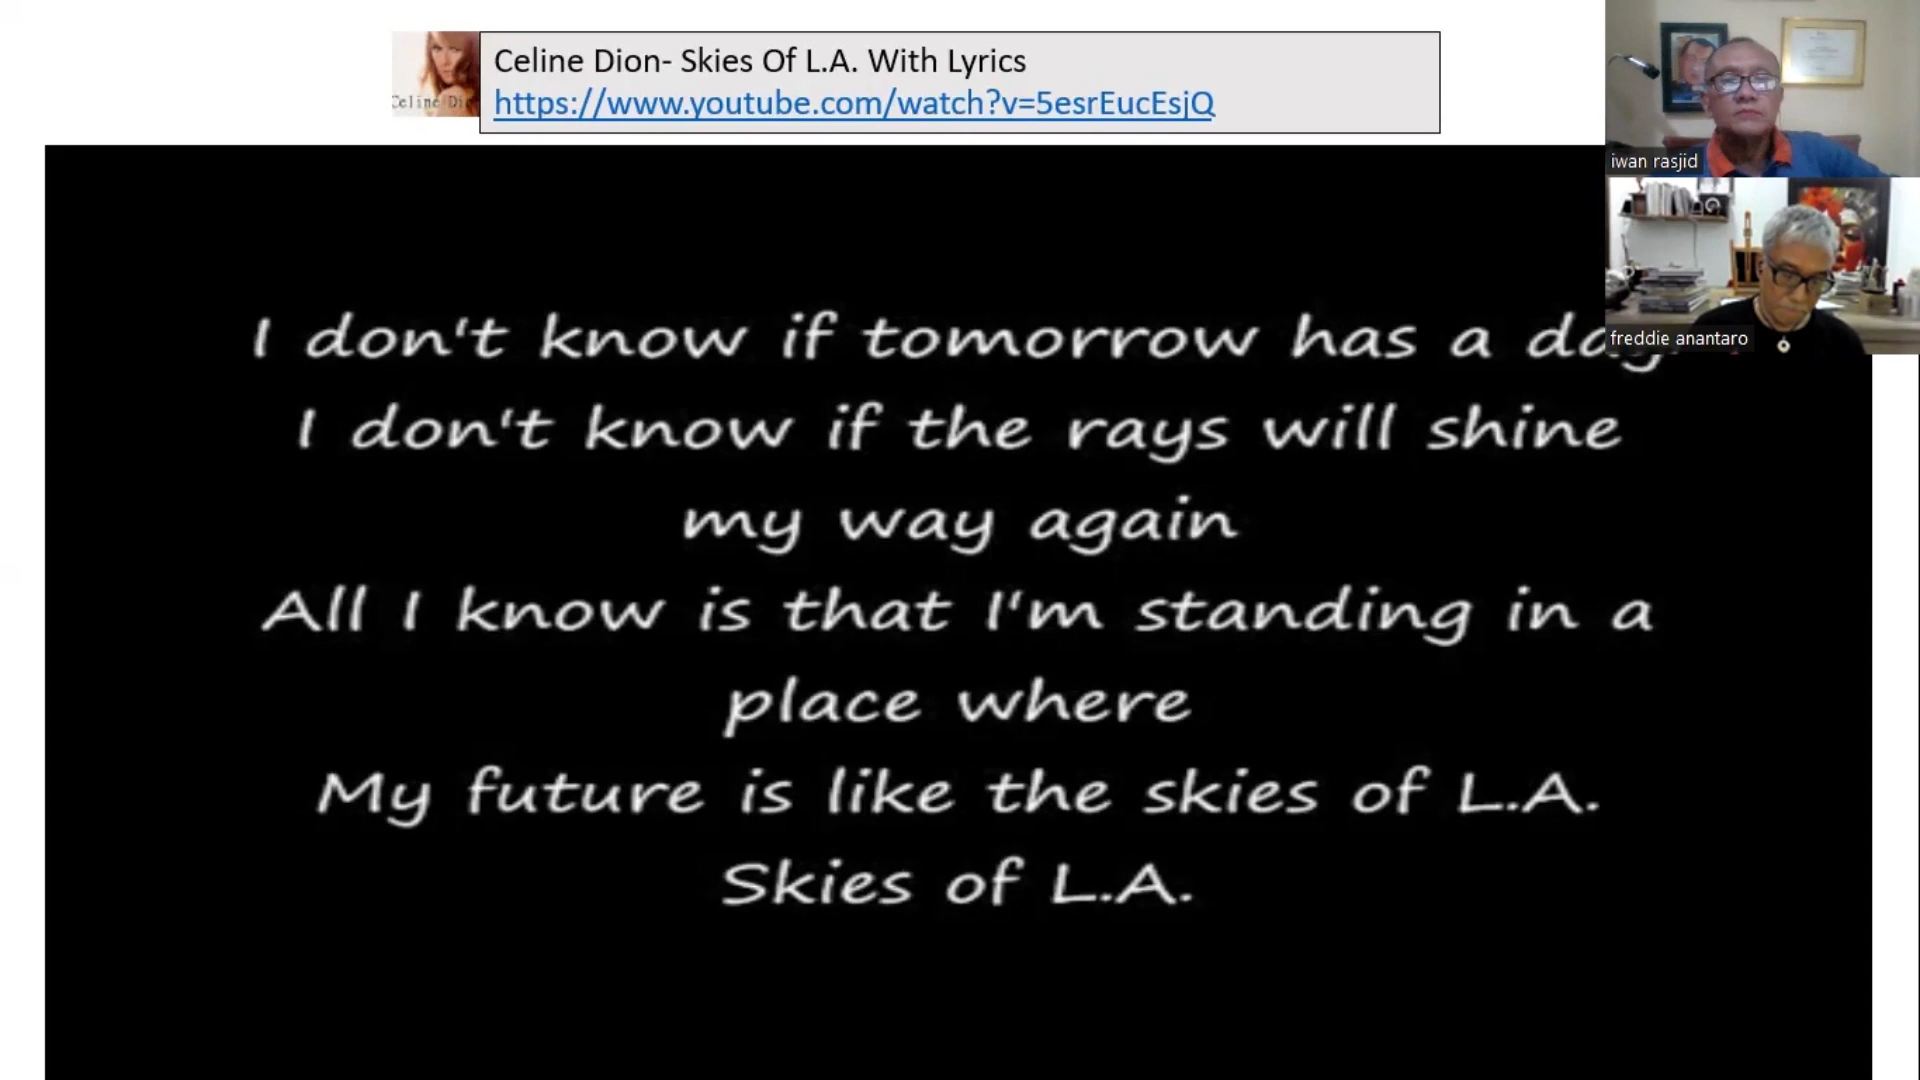 Celine Dion- Skies Of L.A. With Lyrics
https://www.youtube.com/watch?v=5esrEucEsjQ
iwan rasjid
freddie anantaro
I don't know if tomorrow has a day
I don't know if the rays will shine
my way again
All I know is that I'm standing in a
place where
My future is like the skies of L.A.
Skies of L.A.